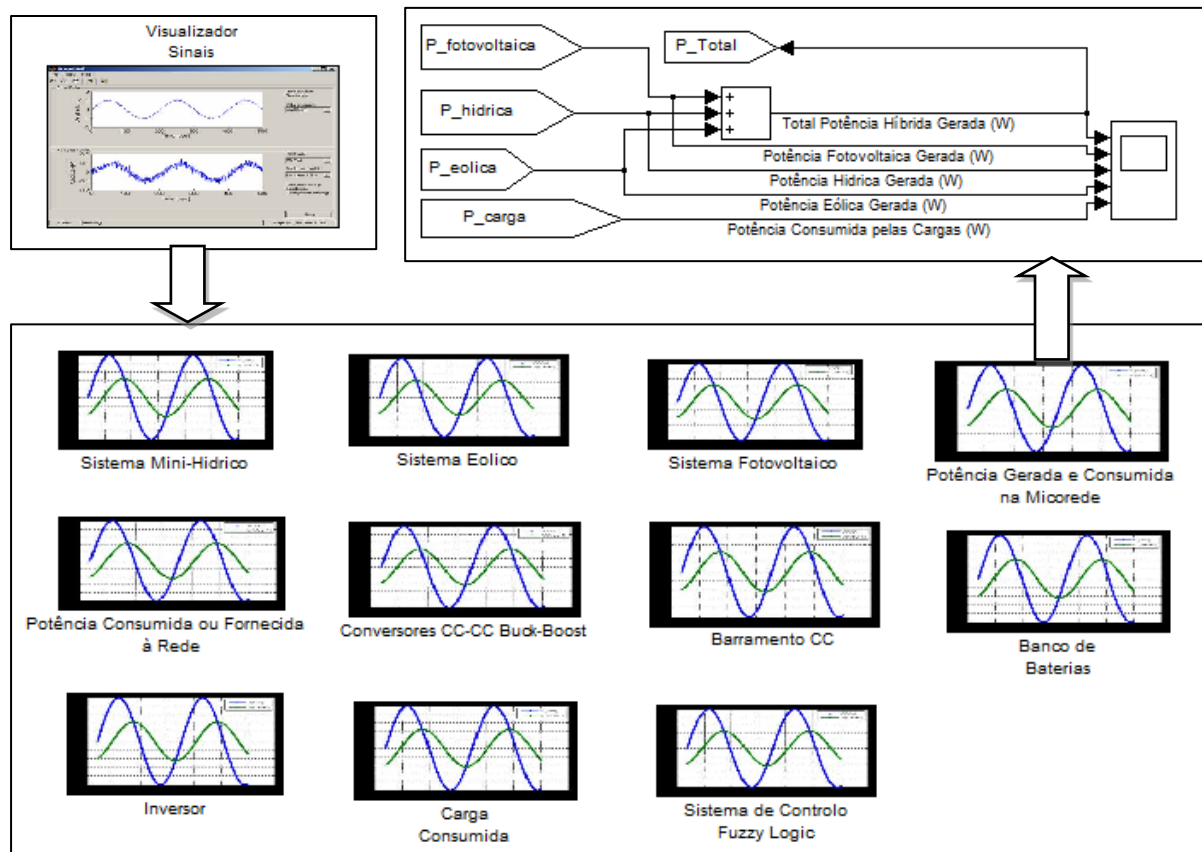 Visualizador
Sinais
P_fotovoltaica
P_Total
P_hidrica
+
+
+
Total Potência Híbrida Gerada (W)
P_eolica
Potência Fotovoltaica Gerada (W)
Potência Hidrica Gerada (W)
P_carga
Potência Eólica Gerada (W)
Potência Consumida pelas Cargas (W)
Sistema Mini-Hidrico
Sistema Eolico
Sistema Fotovoltaico
Potência Gerada e Consumida
na Micorede
Potência Consumida ou Fornecida
à Rede
Conversores CC-CC Buck-Boost
Barramento CC
Banco de
Baterias
Inversor
Carga
Consumida
Sistema de Controlo
Fuzzy Logic